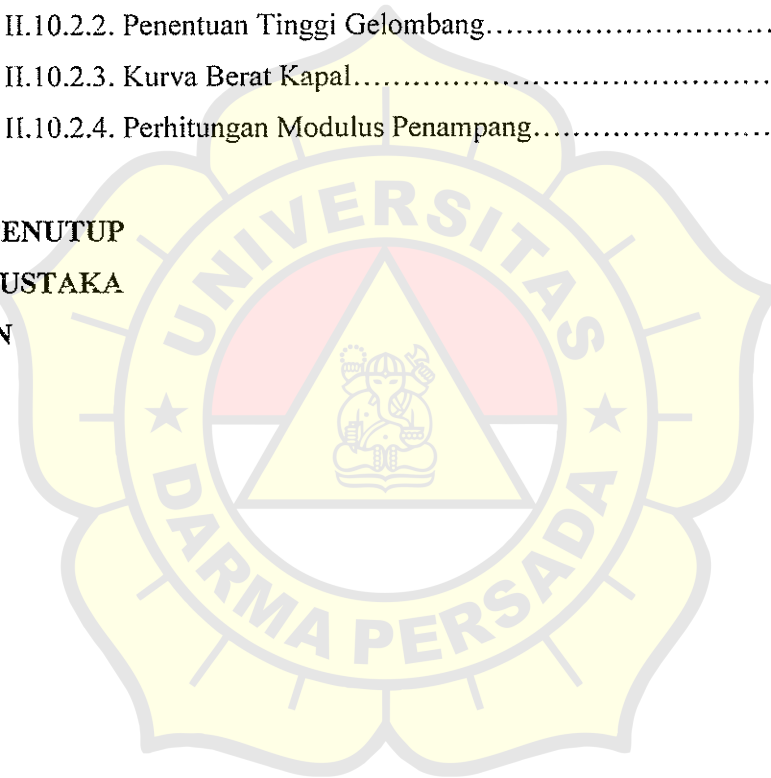 II.10.2.2. Penentuan Tinggi Gelombang..............................
II.10.2.3. Kurva Berat Kapal..............................................
II.10.2.4. Perhitungan Modulus Penampang........................
ENUTUP
USTAKA
N
UNIVERSITAS
DARMA PERSADA